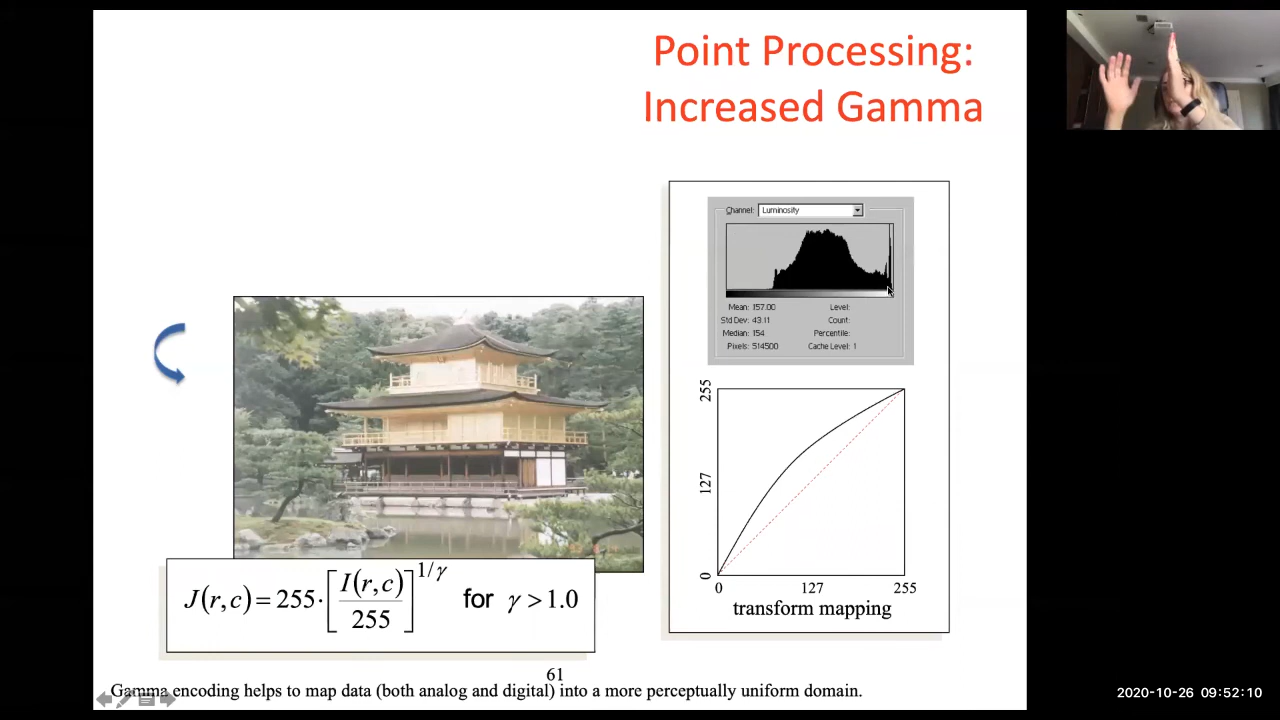 Point Processing:
Increased Gamma
Channel: Luminosity
Mean: 157.00 Level:
Std Dev: 43.11 Count:
Median: 154 Percentile:
Pixels: 514500 Cache Level: 1
255
127
0
0 127 255
transform mapping
J(r,c) = 255·[I(r,c)/255]^{1/γ} for γ > 1.0
61
Gamma encoding helps to map data (both analog and digital) into a more perceptually uniform domain.
2020-10-26 09:52:10